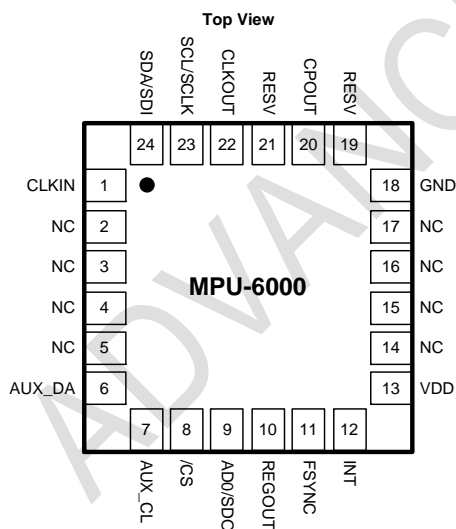 Top View
SDA/SDI
SCL/SCLK
CLKOUT
RESV
CPOUT
RESV
24 23 22 21 20 19
CLKIN 1 18 GND
NC 2 17 NC
NC 3 16 NC
MPU-6000
NC 4 15 NC
NC 5 14 NC
AUX_DA 6 13 VDD
7 8 9 10 11 12
AUX_CL
/CS
AD0/SDO
REGOUT
FSYNC
INT
ADVANC